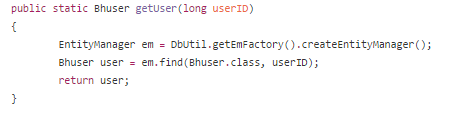 public static Bhuser getUser(long userID)
{
EntityManager em = DbUtil.getEmFactory().createEntityManager();
Bhuser user = em.find(Bhuser.class, userID);
return user;
}